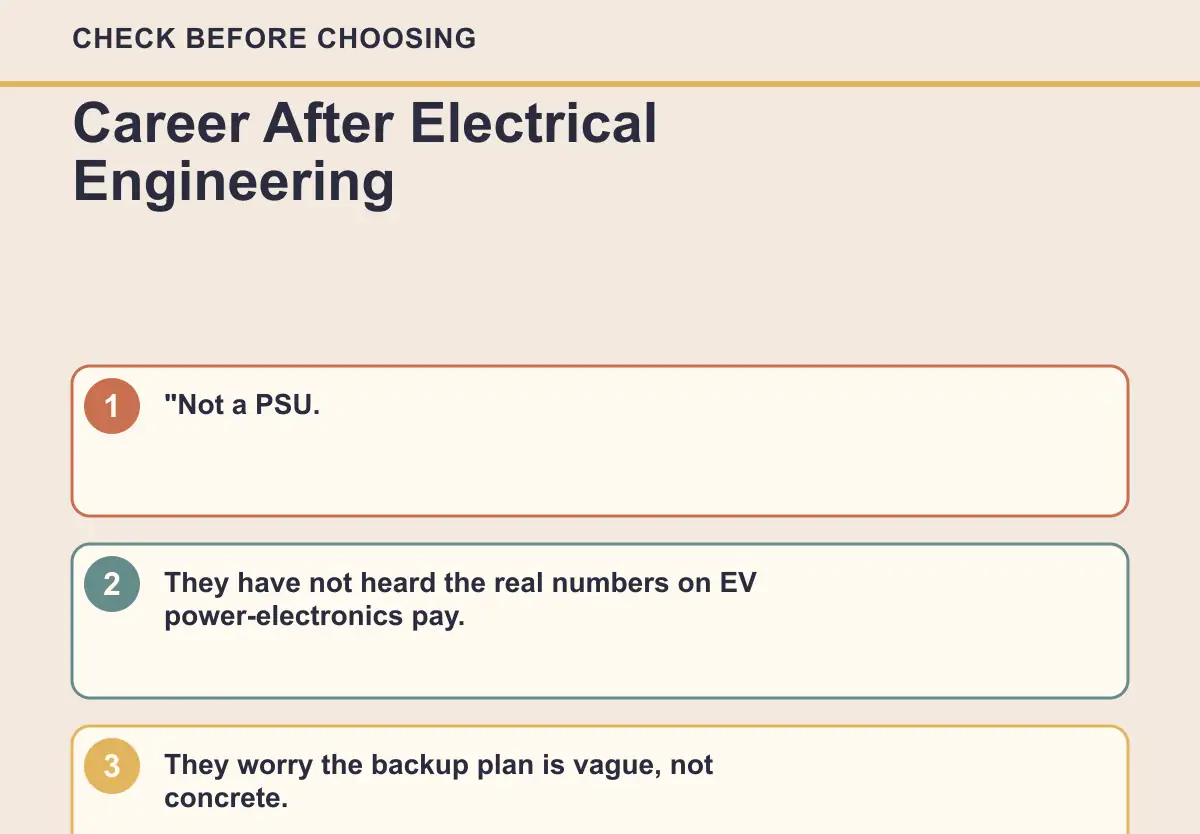 CHECK BEFORE CHOOSING
Career After Electrical
Engineering
1
"Not a PSU.
2
They have not heard the real numbers on EV
power-electronics pay.
3
They worry the backup plan is vague, not
concrete.